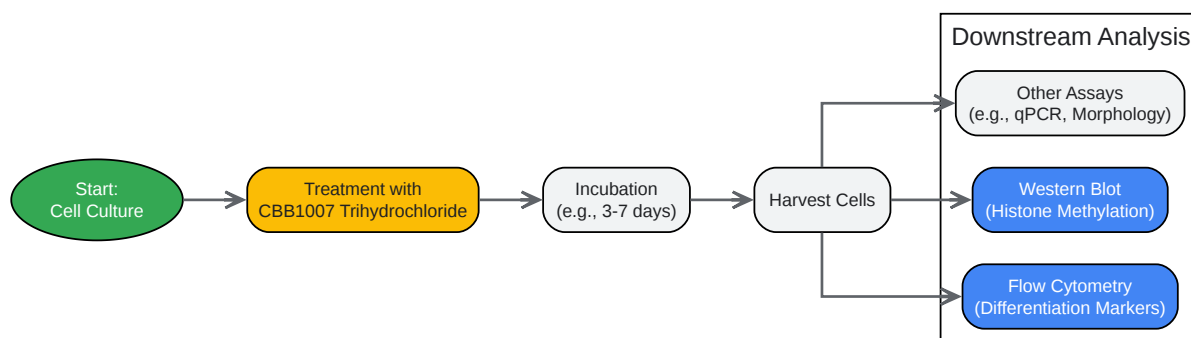 Start:
Cell Culture
Treatment with
CBB1007 Trihydrochloride
Incubation
(e.g., 3-7 days)
Harvest Cells
Downstream Analysis
Other Assays
(e.g., qPCR, Morphology)
Western Blot
(Histone Methylation)
Flow Cytometry
(Differentiation Markers)